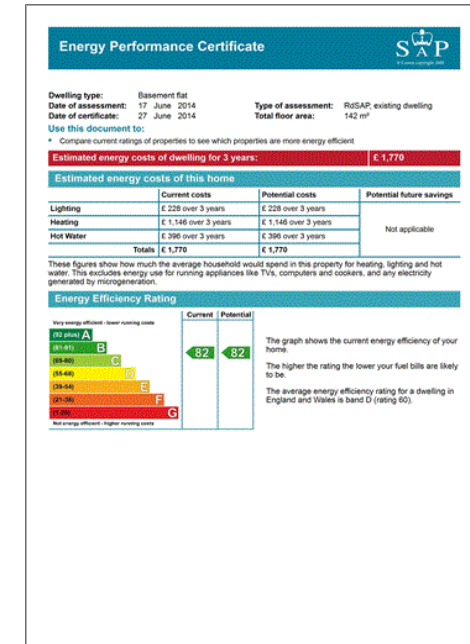 Energy Performance Certificate
SAP
© Crown copyright 2009
Dwelling type: Basement flat
Date of assessment: 17 June 2014 Type of assessment: RdSAP, existing dwelling
Date of certificate: 27 June 2014 Total floor area: 142 m²
Use this document to:
• Compare current ratings of properties to see which properties are more energy efficient
Estimated energy costs of dwelling for 3 years: £ 1,770
Estimated energy costs of this home
Current costs Potential costs Potential future savings
Lighting £ 228 over 3 years £ 228 over 3 years
Heating £ 1,146 over 3 years £ 1,146 over 3 years Not applicable
Hot Water £ 396 over 3 years £ 396 over 3 years
Totals £ 1,770 £ 1,770
These figures show how much the average household would spend in this property for heating, lighting and hot
water. This excludes energy use for running appliances like TVs, computers and cookers, and any electricity
generated by microgeneration.
Energy Efficiency Rating
Current Potential
Very energy efficient - lower running costs
(92 plus) A
(81-91) B 82 82
(69-80) C
(55-68) D
(39-54) E
(21-38) F
(1-20) G
Not energy efficient - higher running costs
The graph shows the current energy efficiency of your
home.
The higher the rating the lower your fuel bills are likely
to be.
The average energy efficiency rating for a dwelling in
England and Wales is band D (rating 60).